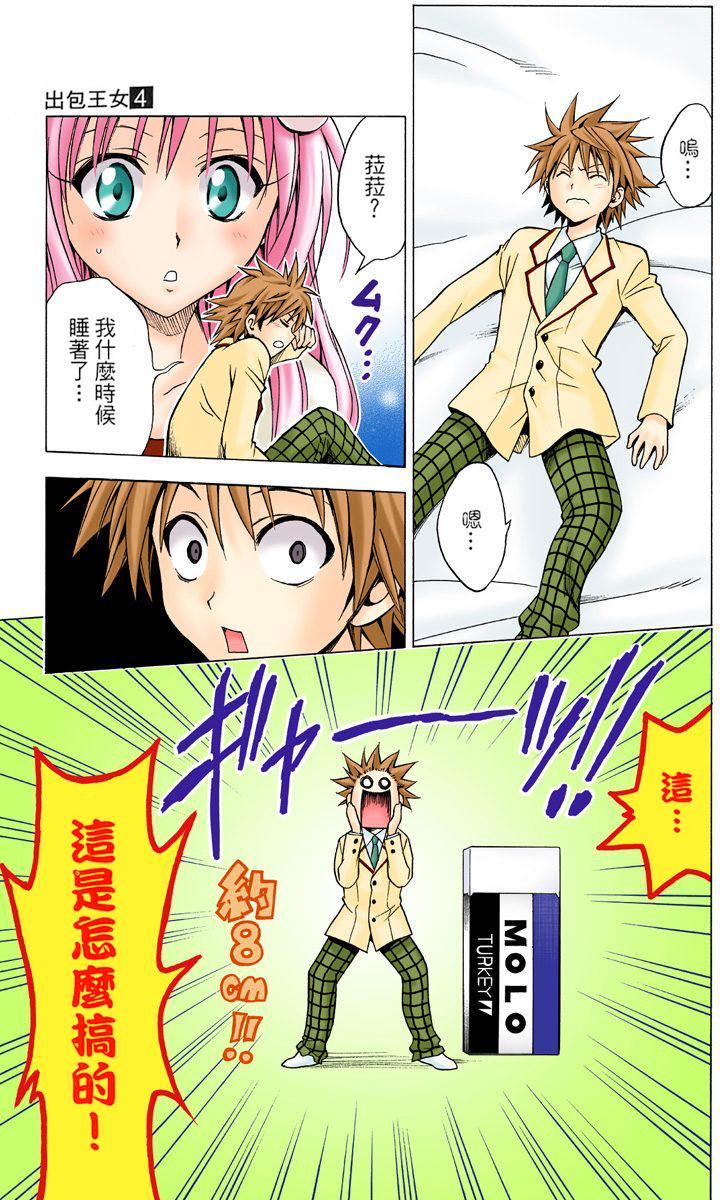 出包王女4
嗚…
嗯…
菈菈?
ムク…
我什麼時候
睡著了…
這…
ギャーーッ!!
約8cm!!
MOLO
TURKEY
這是怎麼搞的!